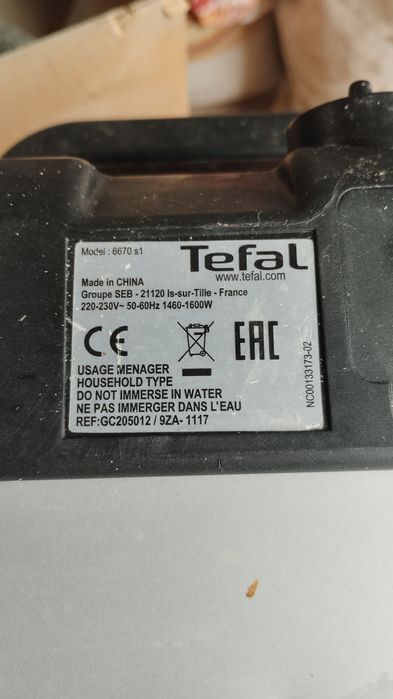 Model : 6670 s1
Tefal
www.tefal.com
Made in CHINA
Groupe SEB - 21120 Is-sur-Tille - France
220-230V~ 50-60Hz 1460-1600W
CE
EAC
USAGE MENAGER
HOUSEHOLD TYPE
DO NOT IMMERSE IN WATER
NE PAS IMMERGER DANS L'EAU
REF:GC205012 / 9ZA- 1117
NC00133173-02